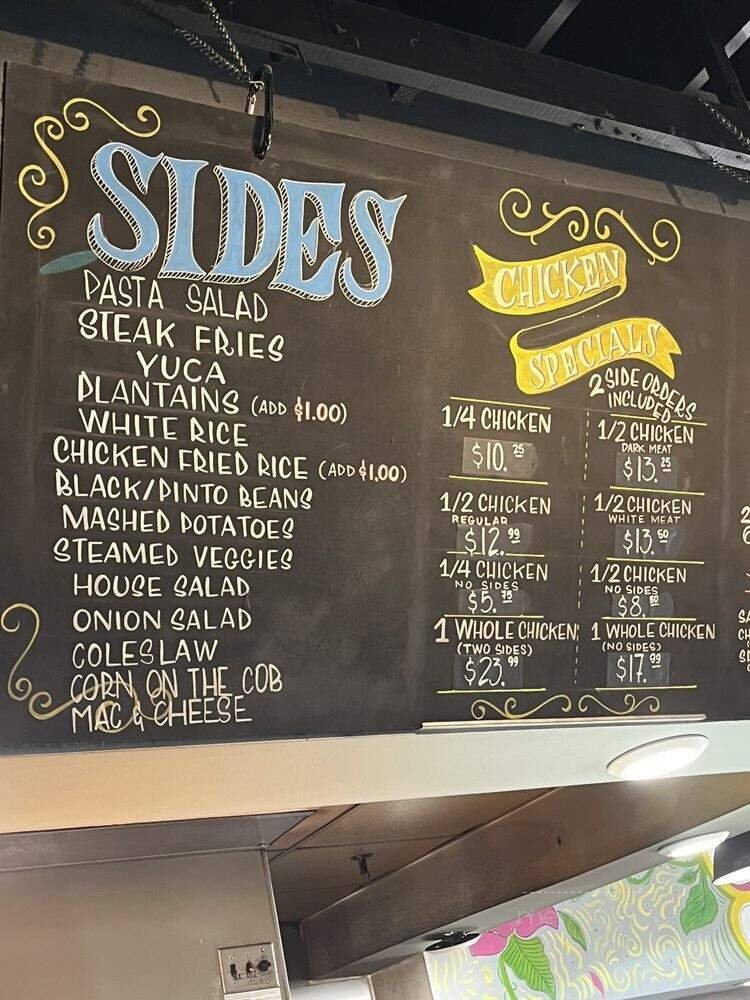 SIDES
PASTA SALAD
STEAK FRIES
YUCA
PLANTAINS (ADD $1.00)
WHITE RICE
CHICKEN FRIED RICE (ADD $1.00)
BLACK/PINTO BEANS
MASHED POTATOES
STEAMED VEGGIES
HOUSE SALAD
ONION SALAD
COLESLAW
CORN ON THE COB
MAC & CHEESE
CHICKEN
SPECIALS
2 SIDE ORDERS
INCLUDED
1/4 CHICKEN
$10.25
1/2 CHICKEN
REGULAR
$12.99
1/4 CHICKEN
NO SIDES
$5.75
1 WHOLE CHICKEN
(TWO SIDES)
$23.99
1/2 CHICKEN
DARK MEAT
$13.25
1/2 CHICKEN
WHITE MEAT
$13.50
1/2 CHICKEN
NO SIDES
$8.50
1 WHOLE CHICKEN
(NO SIDES)
$17.99